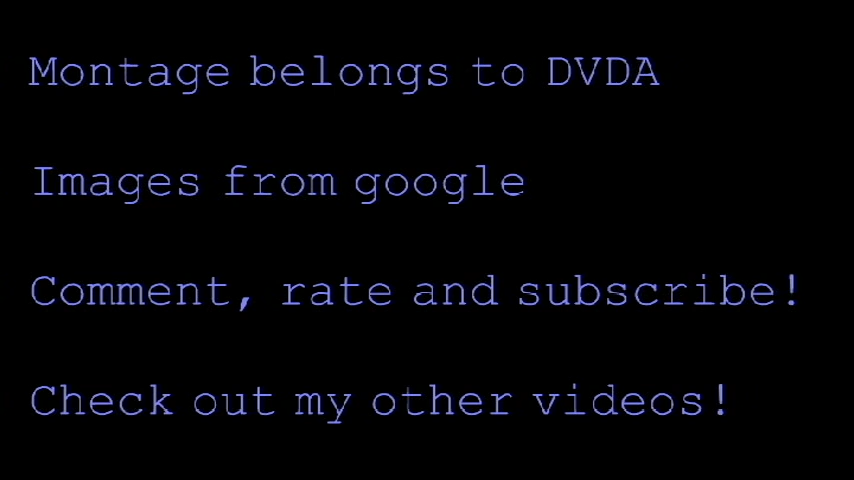 Montage belongs to DVDA
Images from google
Comment, rate and subscribe!
Check out my other videos!